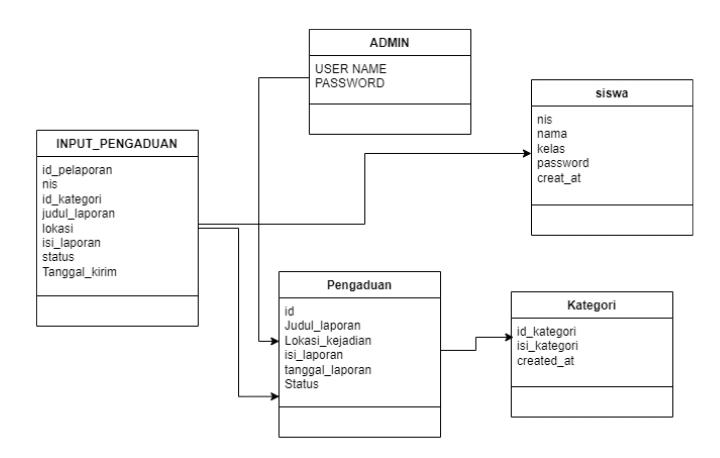 ADMIN
USER NAME
PASSWORD
siswa
nis
nama
kelas
password
creat_at
INPUT_PENGADUAN
id_pelaporan
nis
id_kategori
judul_laporan
lokasi
isi_laporan
status
Tanggal_kirim
Pengaduan
id
Judul_laporan
Lokasi_kejadian
isi_laporan
tanggal_laporan
Status
Kategori
id_kategori
isi_kategori
created_at